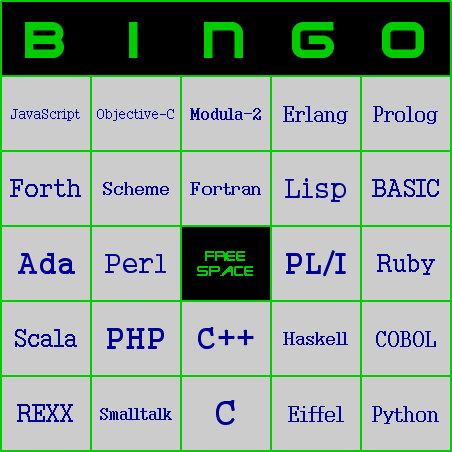 B I N G O
JavaScript Objective-C Modula-2 Erlang Prolog
Forth Scheme Fortran Lisp BASIC
Ada Perl FREE SPACE PL/I Ruby
Scala PHP C++ Haskell COBOL
REXX Smalltalk C Eiffel Python